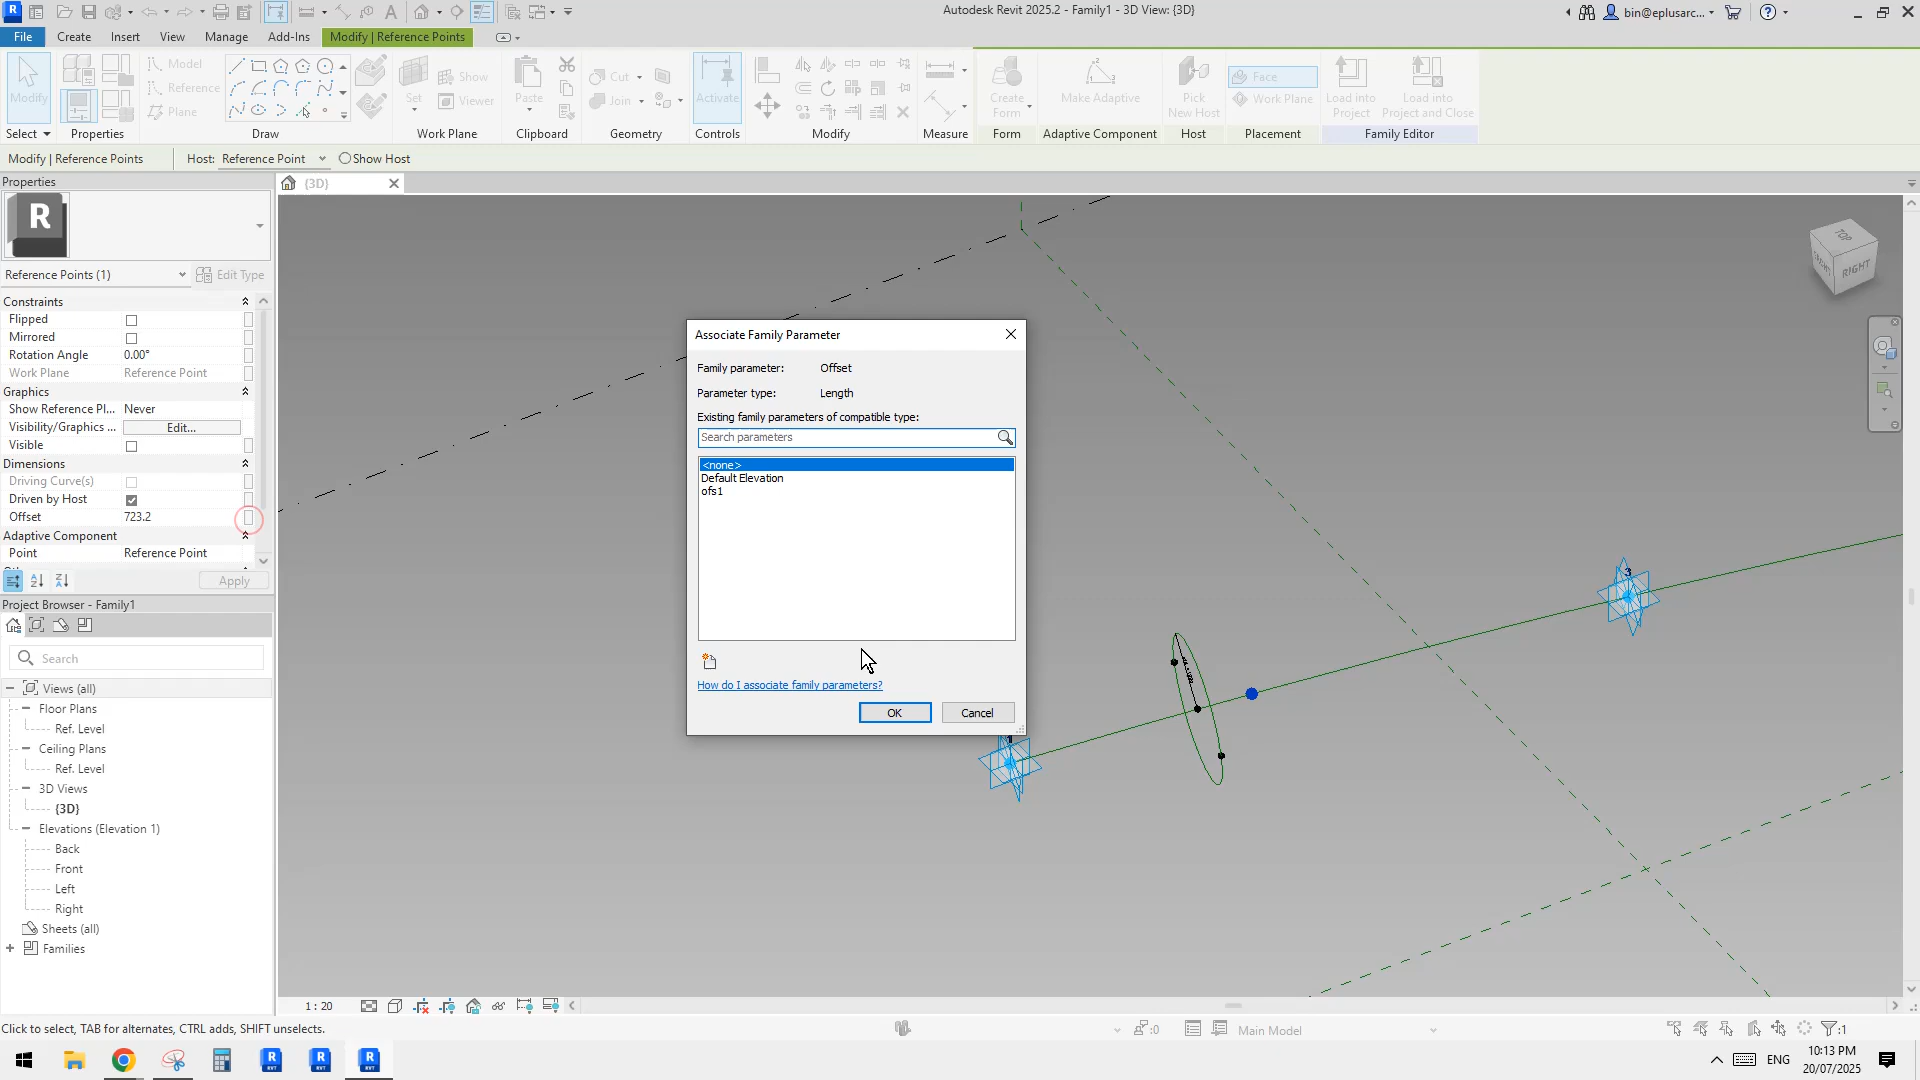 Autodesk Revit 2025.2 - Family1 - 3D View: {3D}
bin@eplusarc...
File
Create
Insert
View
Manage
Add-Ins
Modify | Reference Points
Modify
Select
Properties
Model
Reference
Plane
Draw
Set
Show
Viewer
Work Plane
Paste
Clipboard
Cut
Join
Geometry
Activate
Controls
Modify
Measure
Create
Form
Form
Make Adaptive
Adaptive Component
Pick
New Host
Host
Face
Work Plane
Placement
Load into
Project
Load into
Project and Close
Family Editor
Modify | Reference Points
Host: Reference Point
Show Host
Properties
{3D}
R
Reference Points (1)
Edit Type
Constraints
Flipped
Mirrored
Rotation Angle 0.00°
Work Plane Reference Point
Graphics
Show Reference Pl... Never
Visibility/Graphics ... Edit...
Visible
Dimensions
Driving Curve(s)
Driven by Host
Offset 723.2
Adaptive Component
Point Reference Point
Apply
Project Browser - Family1
Search
Views (all)
Floor Plans
Ref. Level
Ceiling Plans
Ref. Level
3D Views
{3D}
Elevations (Elevation 1)
Back
Front
Left
Right
Sheets (all)
Families
Associate Family Parameter
Family parameter: Offset
Parameter type: Length
Existing family parameters of compatible type:
Search parameters
<none>
Default Elevation
ofs1
How do I associate family parameters?
OK
Cancel
TOP
RIGHT
3
1
1 : 20
Click to select, TAB for alternates, CTRL adds, SHIFT unselects.
:0
Main Model
:1
ENG
10:13 PM
20/07/2025